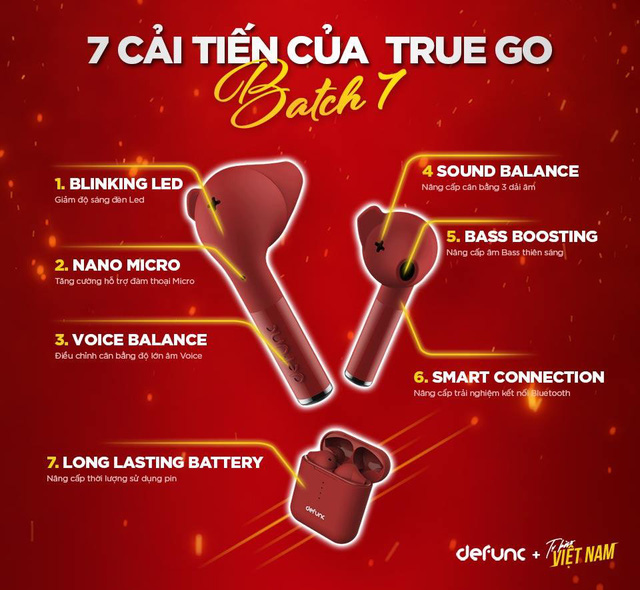 7 CẢI TIẾN CỦA TRUE GO
Batch 7
1. BLINKING LED
Giảm độ sáng đèn Led
2. NANO MICRO
Tăng cường hỗ trợ đàm thoại Micro
3. VOICE BALANCE
Điều chỉnh cân bằng độ lớn âm Voice
4 SOUND BALANCE
Nâng cấp cân bằng 3 dải âm
5. BASS BOOSTING
Nâng cấp âm Bass thiên sáng
6. SMART CONNECTION
Nâng cấp trải nghiệm kết nối Bluetooth
7. LONG LASTING BATTERY
Nâng cấp thời lượng sử dụng pin
defunc
defunc
defunc + Tự hào
VIỆT NAM